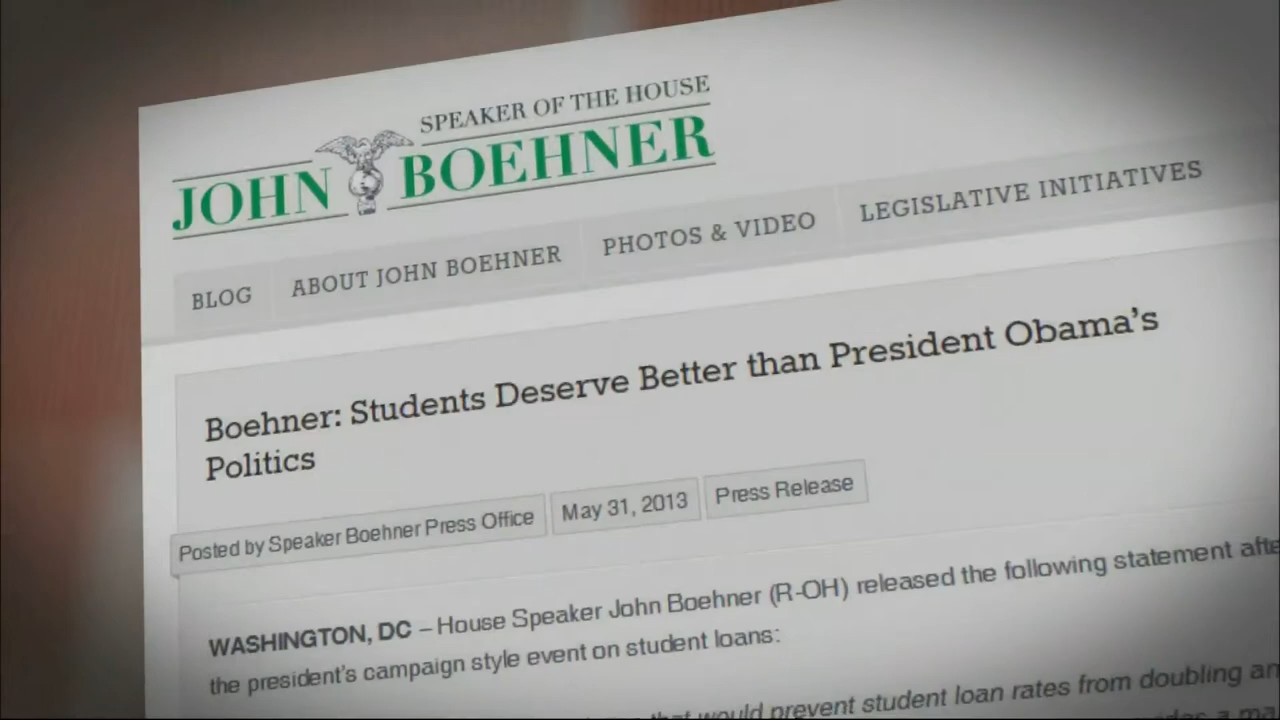 SPEAKER OF THE HOUSE
JOHN BOEHNER
BLOG ABOUT JOHN BOEHNER PHOTOS & VIDEO LEGISLATIVE INITIATIVES
Boehner: Students Deserve Better than President Obama's
Politics
Posted by Speaker Boehner Press Office May 31, 2013 Press Release
WASHINGTON, DC – House Speaker John Boehner (R-OH) released the following statement afte
the president's campaign style event on student loans:
that would prevent student loan rates from doubling an